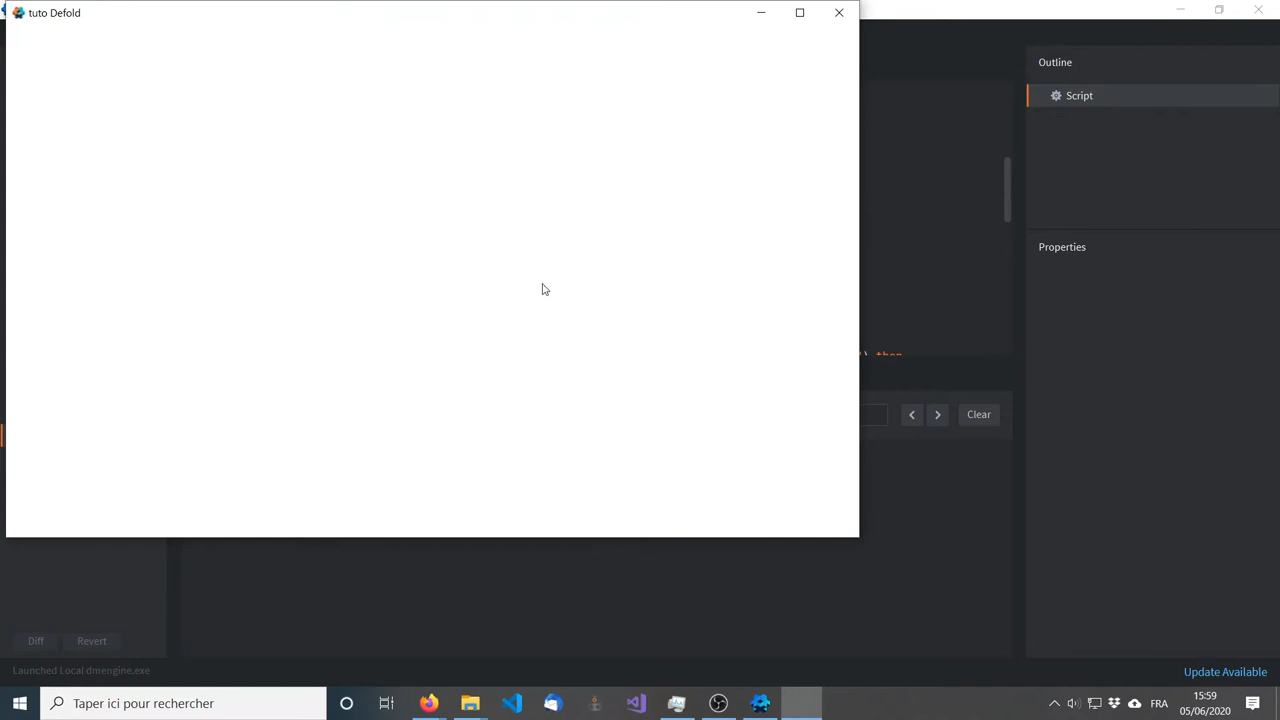 tuto Defold
Outline
Script
Properties
') then
Clear
Diff
Revert
Launched Local dmengine.exe
Update Available
Taper ici pour rechercher
FRA
15:59
05/06/2020